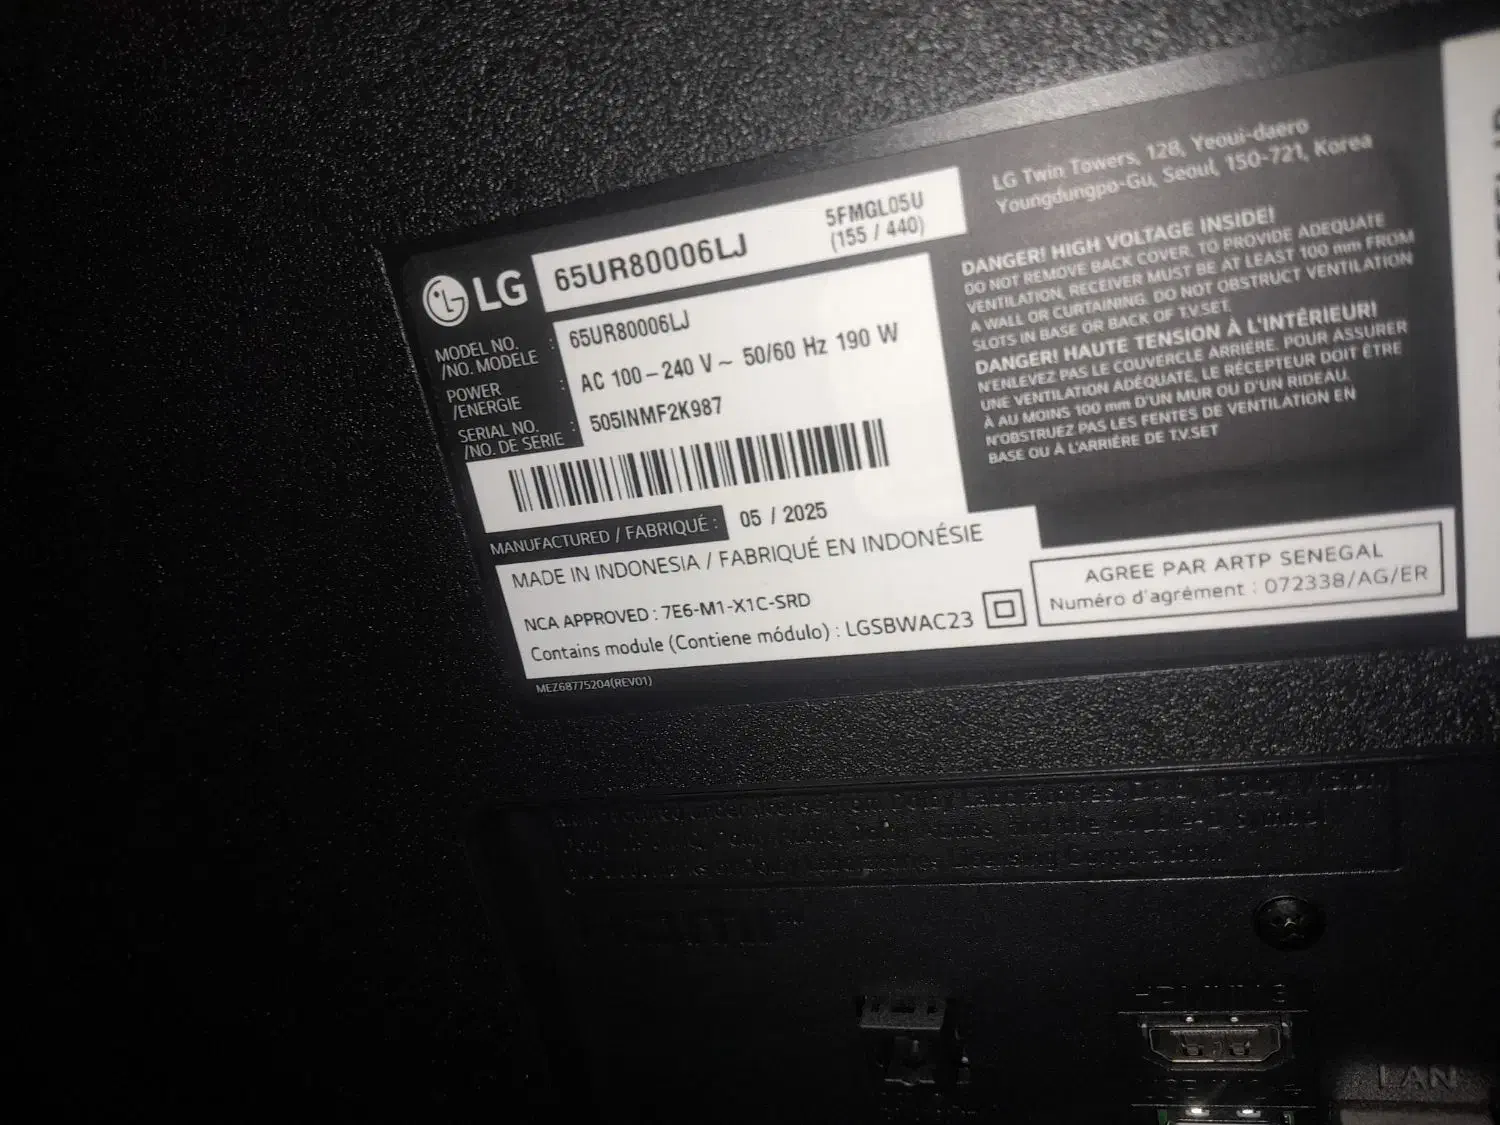 LG
65UR80006LJ
5FMGL05U
(155 / 440)
MODEL NO. : 65UR80006LJ
/NO. MODELE
POWER : AC 100 – 240 V ~ 50/60 Hz 190 W
/ENERGIE
SERIAL NO. : 505INMF2K987
/NO. DE SERIE
MANUFACTURED / FABRIQUÉ : 05 / 2025
MADE IN INDONESIA / FABRIQUÉ EN INDONÉSIE
NCA APPROVED : 7E6-M1-X1C-SRD
Contains module (Contiene módulo) : LGSBWAC23
MEZ68775204(REV01)
LG Twin Towers, 128, Yeoui-daero
Youngdungpo-Gu, Seoul, 150-721, Korea
DANGER! HIGH VOLTAGE INSIDE!
DO NOT REMOVE BACK COVER. TO PROVIDE ADEQUATE
VENTILATION, RECEIVER MUST BE AT LEAST 100 mm FROM
A WALL OR CURTAINING. DO NOT OBSTRUCT VENTILATION
SLOTS IN BASE OR BACK OF T.V.SET.
DANGER! HAUTE TENSION À L'INTÉRIEUR!
N'ENLEVEZ PAS LE COUVERCLE ARRIÈRE. POUR ASSURER
UNE VENTILATION ADÉQUATE, LE RÉCEPTEUR DOIT ÊTRE
À AU MOINS 100 mm D'UN MUR OU D'UN RIDEAU.
N'OBSTRUEZ PAS LES FENTES DE VENTILATION EN
BASE OU À L'ARRIÈRE DE T.V.SET
AGREE PAR ARTP SENEGAL
Numéro d'agrément : 072338/AG/ER
LAN